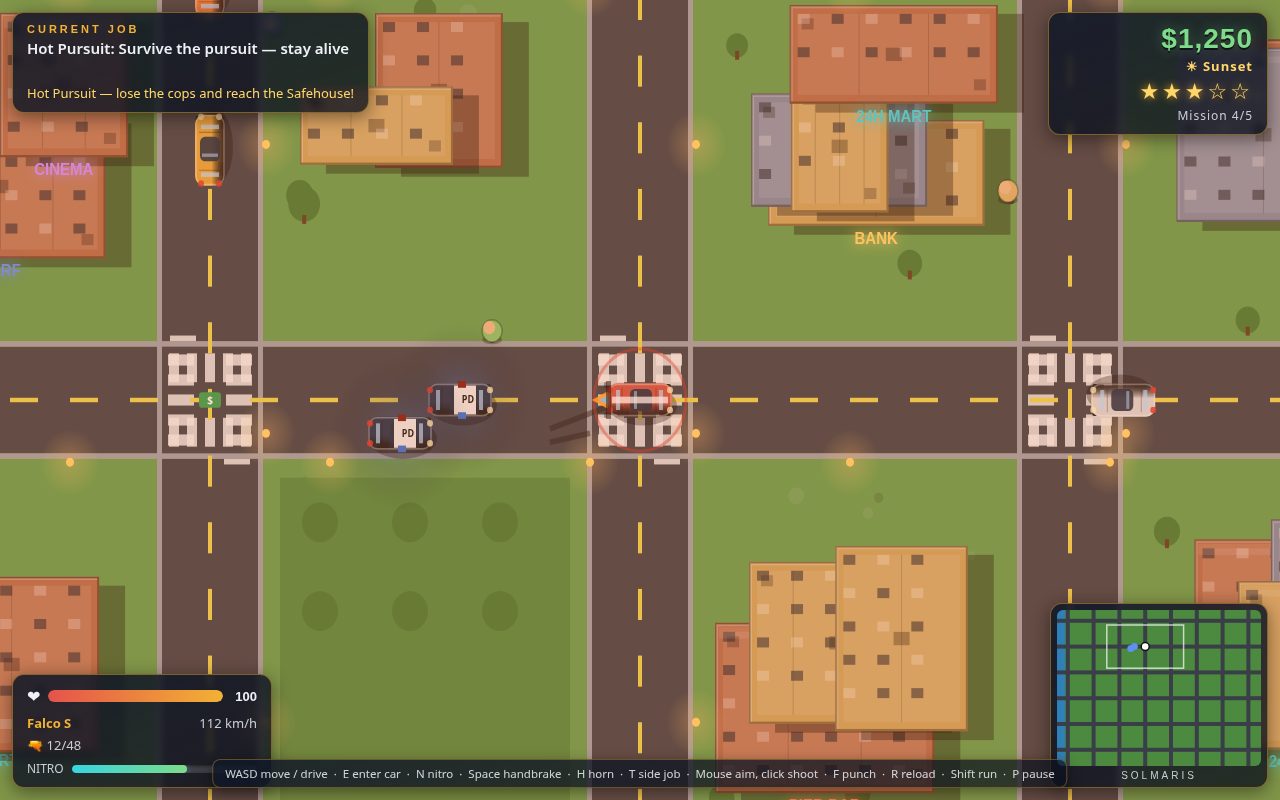 CURRENT JOB
Hot Pursuit: Survive the pursuit — stay alive
Hot Pursuit — lose the cops and reach the Safehouse!
$1,250
☀ Sunset
★★★☆☆
Mission 4/5
24H MART
CINEMA
BANK
RF
$
PD
PD
❤ 100
Falco S 112 km/h
🔫 12/48
NITRO
WASD move / drive · E enter car · N nitro · Space handbrake · H horn · T side job · Mouse aim, click shoot · F punch · R reload · Shift run · P pause
SOLMARIS